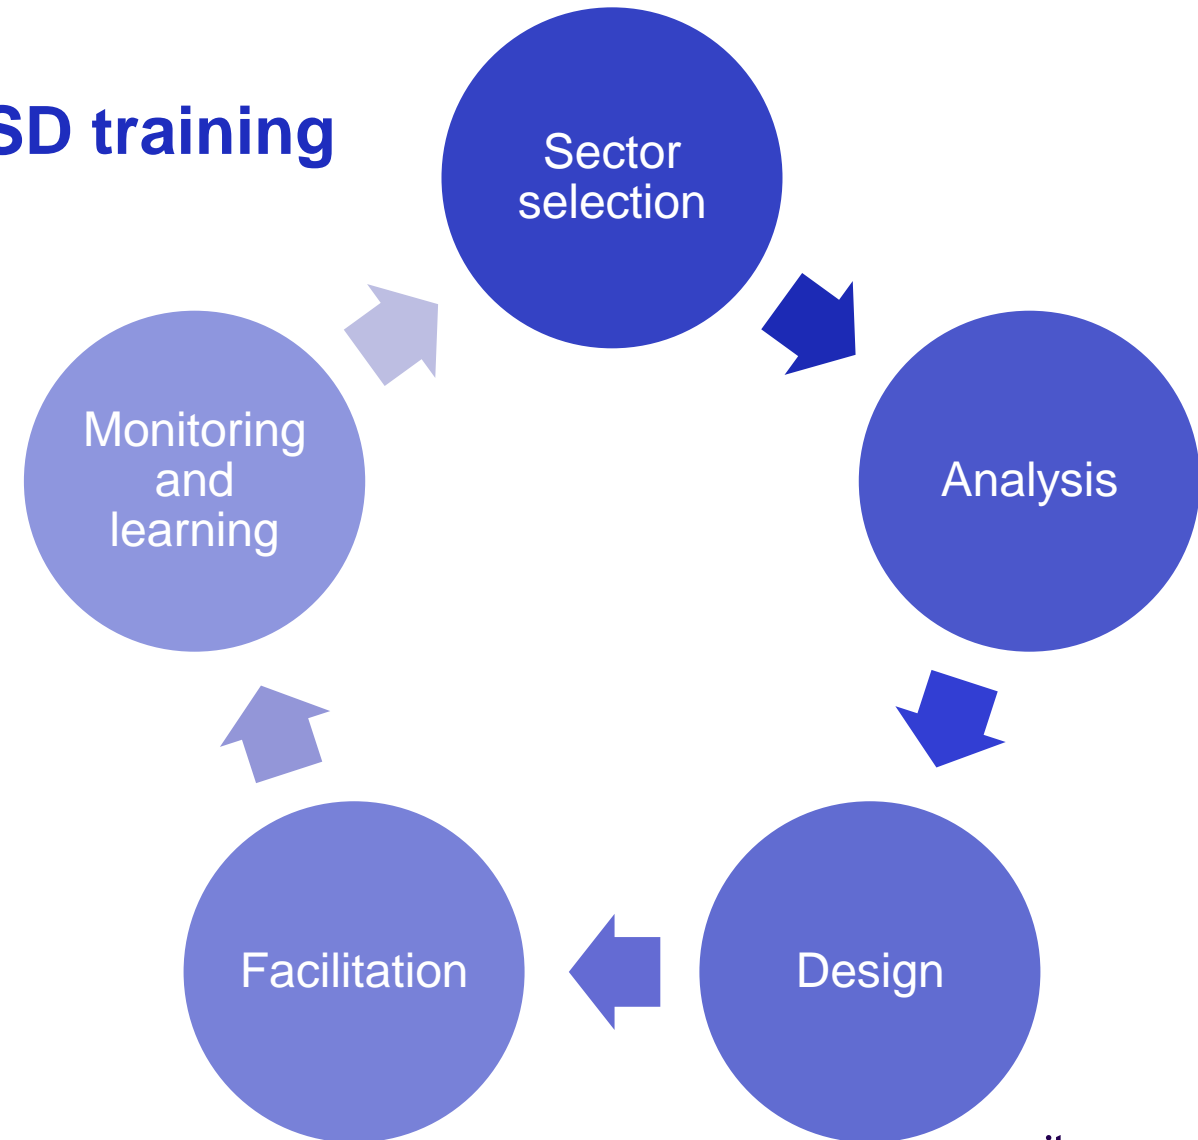 SD training
Sector
selection
Analysis
Monitoring
and
learning
Facilitation
Design